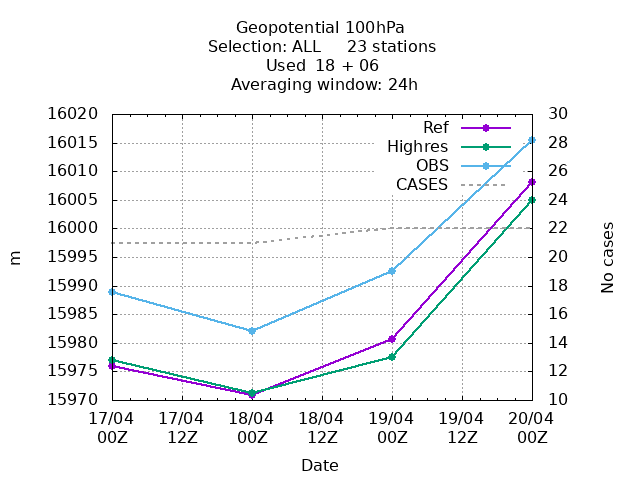 Geopotential 100hPa
Selection: ALL 23 stations
Used 18 + 06
Averaging window: 24h
16020
16015
16010
16005
16000
15995
15990
15985
15980
15975
15970
m
30
28
26
24
22
20
18
16
14
12
10
No cases
Ref
Highres
OBS
CASES
17/04 17/04 18/04 18/04 19/04 19/04 20/04
00Z 12Z 00Z 12Z 00Z 12Z 00Z
Date